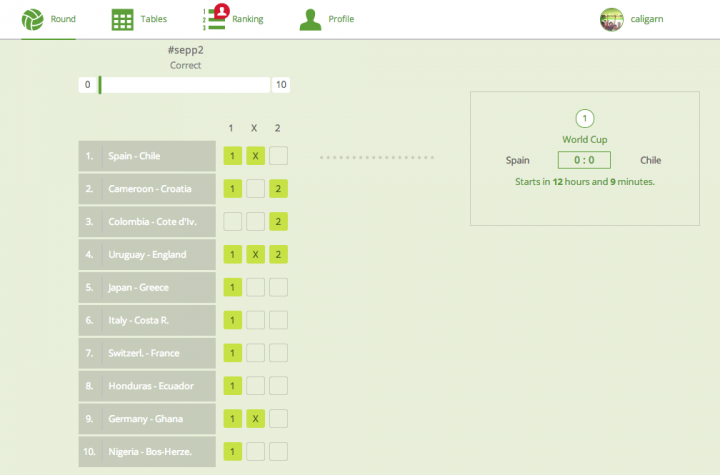 Round
Tables
1 2 3 Ranking
Profile
caligarn
#sepp2
Correct
0 10
1 X 2
1. Spain - Chile 1 X
2. Cameroon - Croatia 1 2
3. Colombia - Cote d'Iv. 2
4. Uruguay - England 1 X 2
5. Japan - Greece 1
6. Italy - Costa R. 1
7. Switzerl. - France 1
8. Honduras - Ecuador 1
9. Germany - Ghana 1 X
10. Nigeria - Bos-Herze. 1
1
World Cup
Spain 0 : 0 Chile
Starts in 12 hours and 9 minutes.